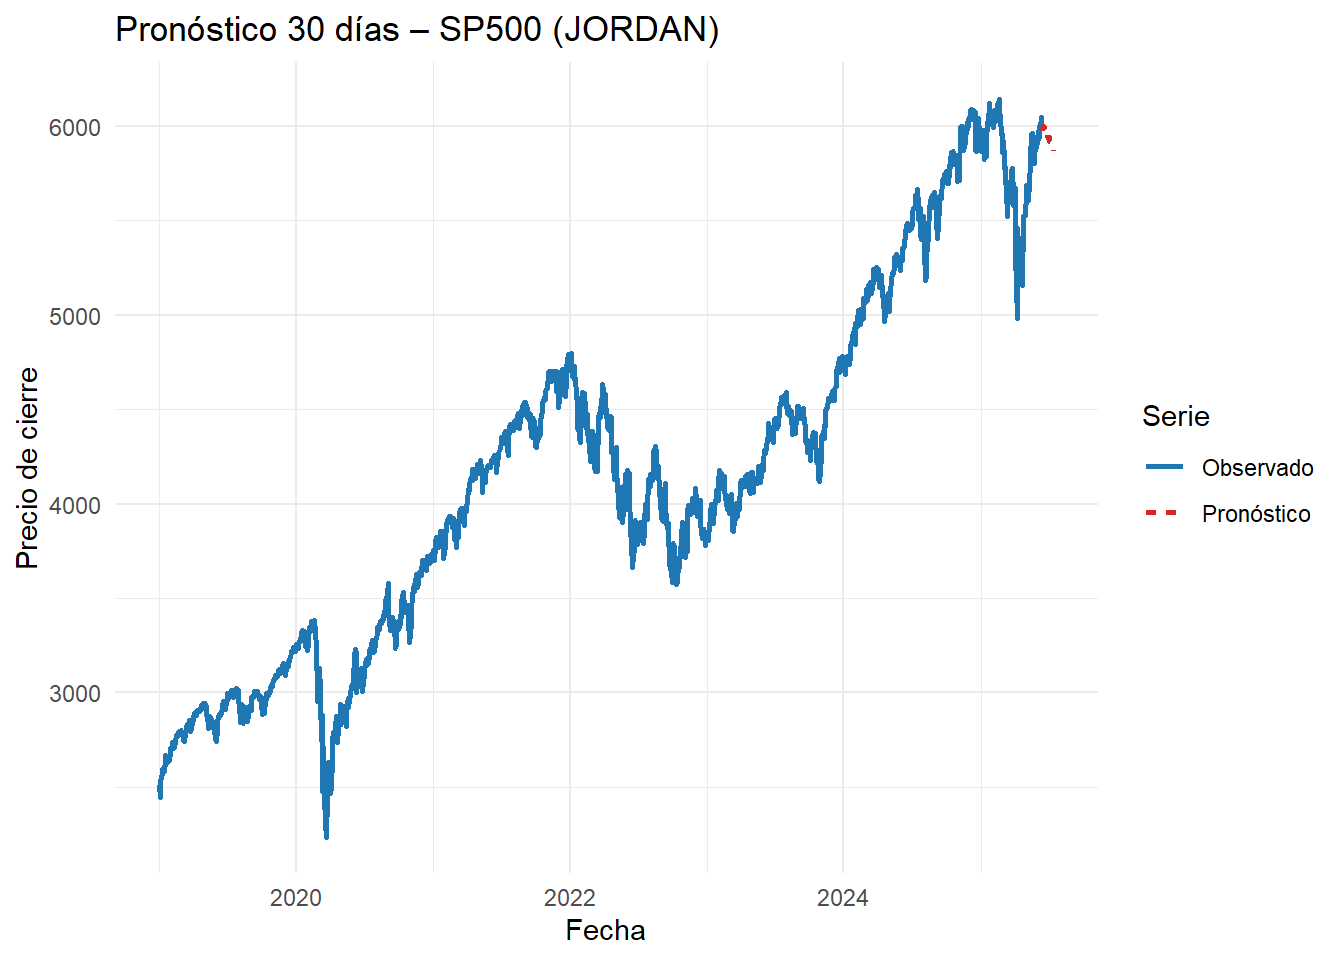 Pronóstico 30 días – SP500 (JORDAN)
Precio de cierre
6000
5000
4000
3000
2020
2022
2024
Fecha
Serie
Observado
Pronóstico